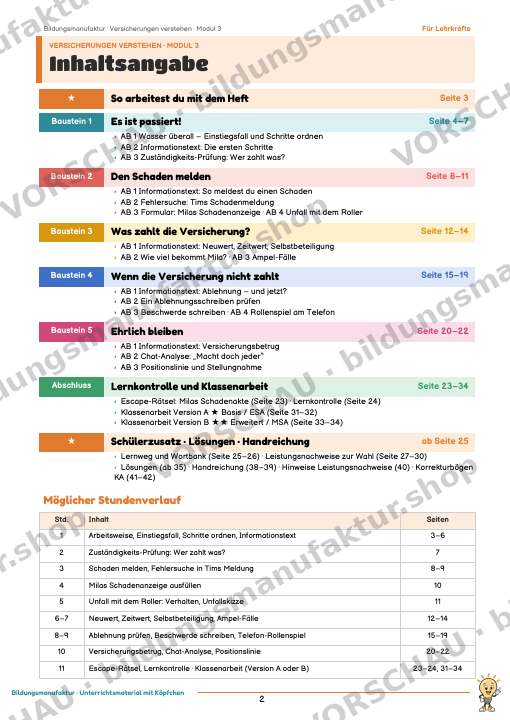 Bildungsmanufaktur · Versicherungen verstehen · Modul 3
Für Lehrkräfte
VERSICHERUNGEN VERSTEHEN · MODUL 3
Inhaltsangabe
★ So arbeitest du mit dem Heft Seite 3
Baustein 1 Es ist passiert! Seite 4–7
› AB 1 Wasser überall – Einstiegsfall und Schritte ordnen
› AB 2 Informationstext: Die ersten Schritte
› AB 3 Zuständigkeits-Prüfung: Wer zahlt was?
Baustein 2 Den Schaden melden Seite 8–11
› AB 1 Informationstext: So meldest du einen Schaden
› AB 2 Fehlersuche: Tims Schadenmeldung
› AB 3 Formular: Milas Schadenanzeige · AB 4 Unfall mit dem Roller
Baustein 3 Was zahlt die Versicherung? Seite 12–14
› AB 1 Informationstext: Neuwert, Zeitwert, Selbstbeteiligung
› AB 2 Wie viel bekommt Mila? · AB 3 Ampel-Fälle
Baustein 4 Wenn die Versicherung nicht zahlt Seite 15–19
› AB 1 Informationstext: Ablehnung – und jetzt?
› AB 2 Ein Ablehnungsschreiben prüfen
› AB 3 Beschwerde schreiben · AB 4 Rollenspiel am Telefon
Baustein 5 Ehrlich bleiben Seite 20–22
› AB 1 Informationstext: Versicherungsbetrug
› AB 2 Chat-Analyse: „Macht doch jeder“
› AB 3 Positionslinie und Stellungnahme
Abschluss Lernkontrolle und Klassenarbeit Seite 23–34
› Escape-Rätsel: Milas Schadenakte (Seite 23) · Lernkontrolle (Seite 24)
› Klassenarbeit Version A ★ Basis / ESA (Seite 31–32)
› Klassenarbeit Version B ★★ Erweitert / MSA (Seite 33–34)
★ Schülerzusatz · Lösungen · Handreichung ab Seite 25
› Lernweg und Wortbank (Seite 25–26) · Leistungsnachweise zur Wahl (Seite 27–30)
› Lösungen (ab 35) · Handreichung (38–39) · Hinweise Leistungsnachweise (40) · Korrekturbögen
KA (41–42)
Möglicher Stundenverlauf
Std. Inhalt Seiten
1 Arbeitsweise, Einstiegsfall, Schritte ordnen, Informationstext 3–6
2 Zuständigkeits-Prüfung: Wer zahlt was? 7
3 Schaden melden, Fehlersuche in Tims Meldung 8–9
4 Milas Schadenanzeige ausfüllen 10
5 Unfall mit dem Roller: Verhalten, Unfallskizze 11
6–7 Neuwert, Zeitwert, Selbstbeteiligung, Ampel-Fälle 12–14
8–9 Ablehnung prüfen, Beschwerde schreiben, Telefon-Rollenspiel 15–19
10 Versicherungsbetrug, Chat-Analyse, Positionslinie 20–22
11 Escape-Rätsel, Lernkontrolle · Klassenarbeit (Version A oder B) 23–24, 31–34
Bildungsmanufaktur · Unterrichtsmaterial mit Köpfchen
2
VORSCHAU · bildungsmanufaktur.shop